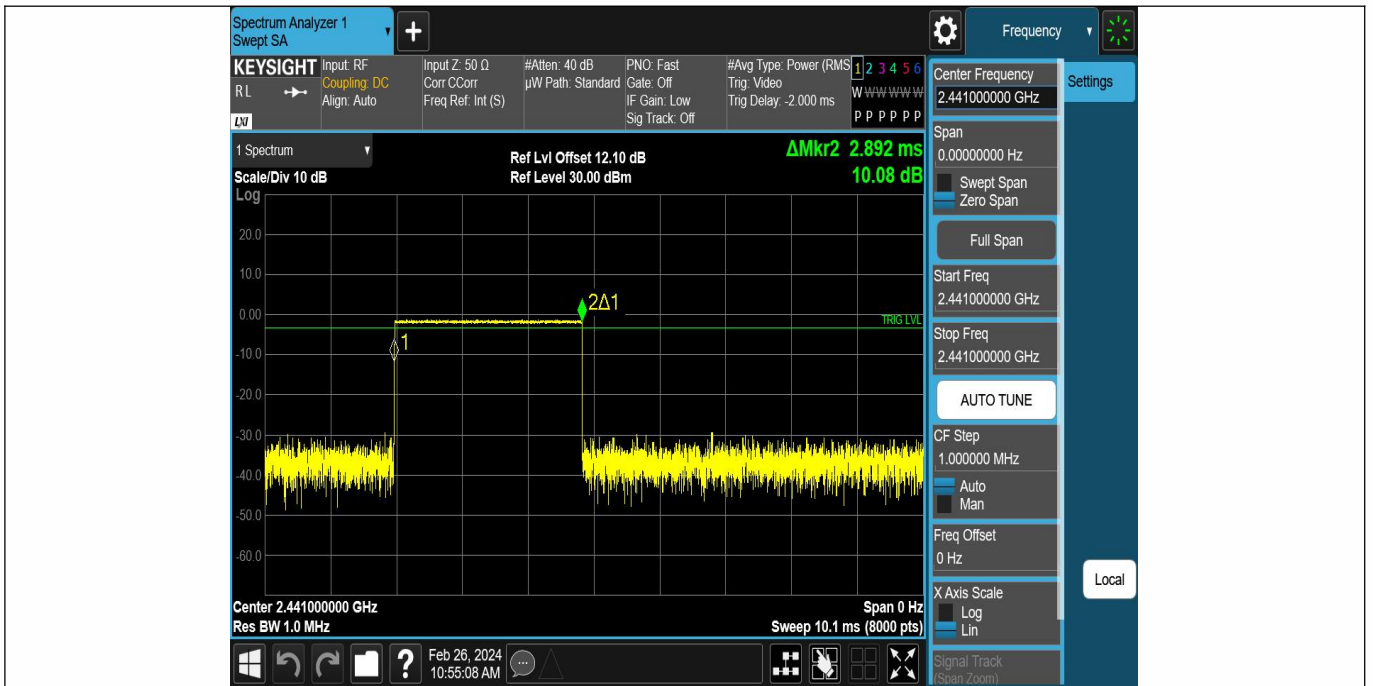 Spectrum Analyzer 1
Swept SA
Frequency
KEYSIGHT
RL
LXI
Input: RF
Coupling: DC
Align: Auto
Input Z: 50 Ω
Corr CCorr
Freq Ref: Int (S)
#Atten: 40 dB
µW Path: Standard
PNO: Fast
Gate: Off
IF Gain: Low
Sig Track: Off
#Avg Type: Power (RMS
Trig: Video
Trig Delay: -2.000 ms
1 2 3 4 5 6
W W W W W W
P P P P P P
1 Spectrum
Scale/Div 10 dB
Log
Ref Lvl Offset 12.10 dB
Ref Level 30.00 dBm
ΔMkr2 2.892 ms
10.08 dB
20.0
10.0
0.00
-10.0
-20.0
-30.0
-40.0
-50.0
-60.0
2Δ1
1
TRIG LVL
Center 2.441000000 GHz
Res BW 1.0 MHz
Span 0 Hz
Sweep 10.1 ms (8000 pts)
Feb 26, 2024
10:55:08 AM
?
Center Frequency
2.441000000 GHz
Settings
Span
0.00000000 Hz
Swept Span
Zero Span
Full Span
Start Freq
2.441000000 GHz
Stop Freq
2.441000000 GHz
AUTO TUNE
CF Step
1.000000 MHz
Auto
Man
Freq Offset
0 Hz
X Axis Scale
Log
Lin
Local
Signal Track
(Span Zoom)